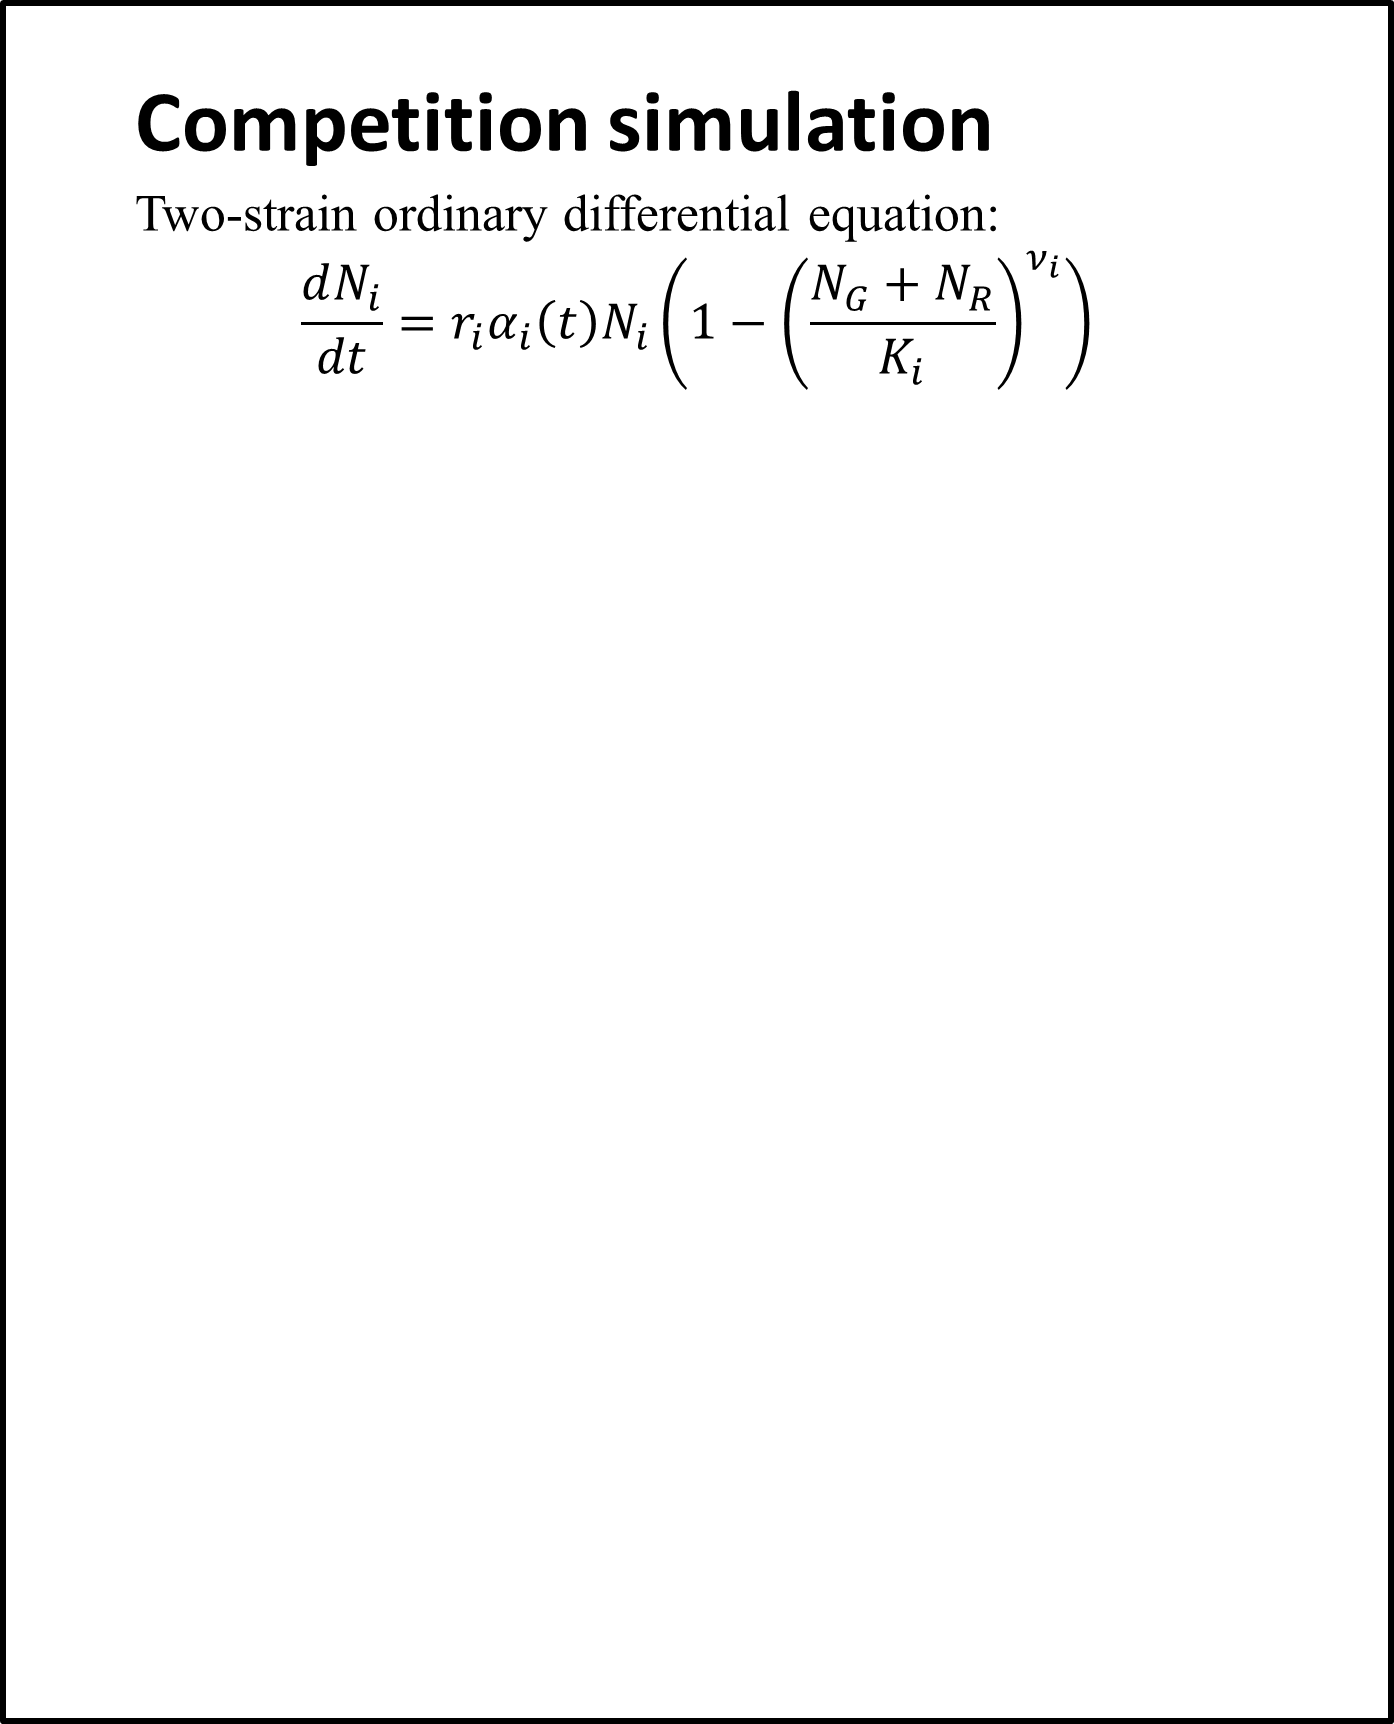 Competition simulation
Two-strain ordinary differential equation:
dN_i/dt = r_i α_i(t) N_i (1 − ((N_G + N_R)/K_i)^ν_i)